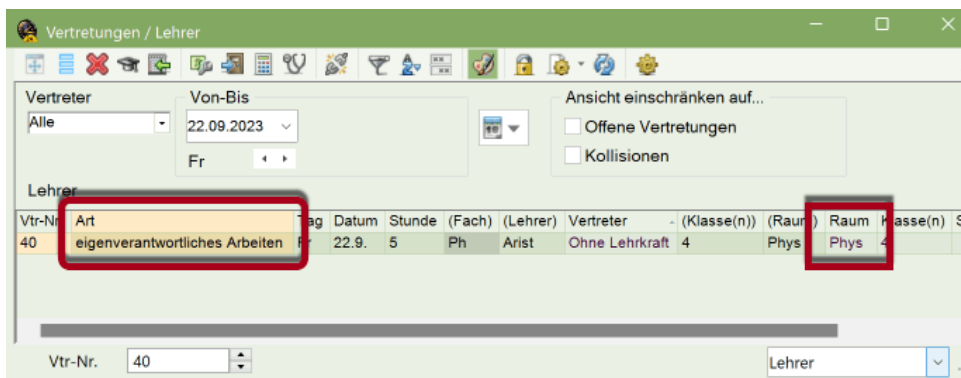 Vertretungen / Lehrer
Vertreter Von-Bis Ansicht einschränken auf...
Alle 22.09.2023 Offene Vertretungen
Fr Kollisionen
Lehrer
Vtr-Nr Art Tag Datum Stunde (Fach) (Lehrer) Vertreter (Klasse(n)) (Raum) Raum Klasse(n) S
40 eigenverantwortliches Arbeiten Fr 22.9. 5 Ph Arist Ohne Lehrkraft 4 Phys Phys 4
Vtr-Nr. 40 Lehrer